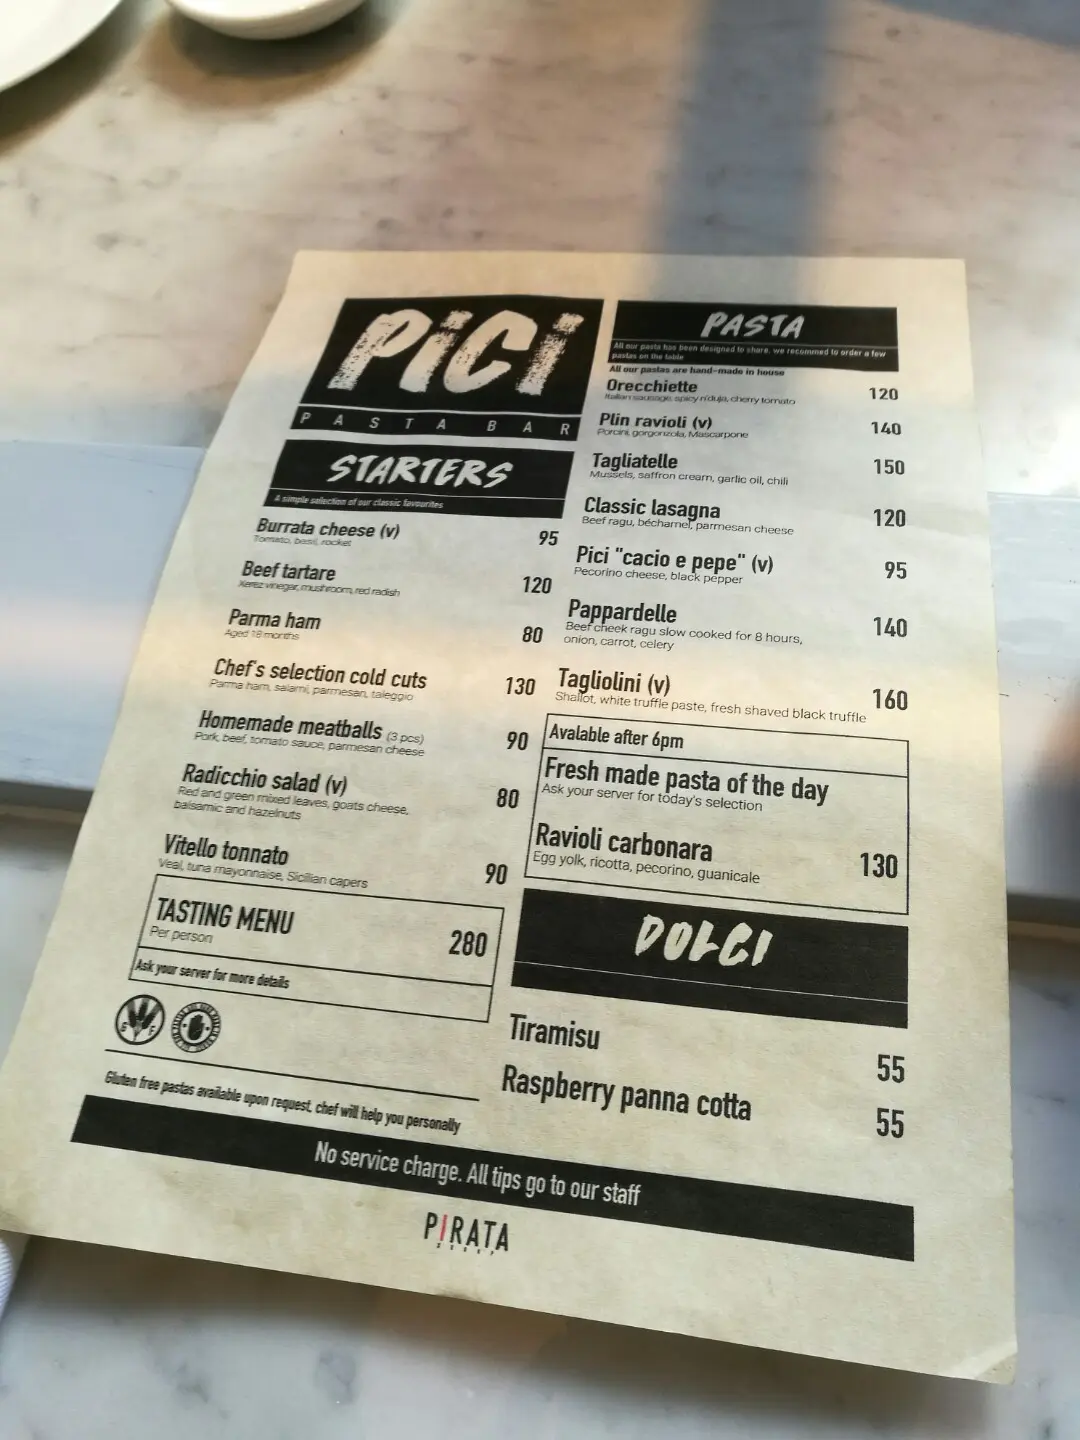 PiCi
PASTA BAR
STARTERS
A simple selection of our classic favourites
Burrata cheese (v) 95
Tomato, basil, rocket
Beef tartare 120
Xerez vinegar, mushroom, red radish
Parma ham 80
Aged 18 months
Chef's selection cold cuts 130
Parma ham, salami, parmesan, taleggio
Homemade meatballs (3 pcs) 90
Pork, beef, tomato sauce, parmesan cheese
Radicchio salad (v) 80
Red and green mixed leaves, goats cheese,
balsamic and hazelnuts
Vitello tonnato 90
Veal, tuna mayonnaise, Sicilian capers
TASTING MENU 280
Per person
Ask your server for more details
G F
Gluten free pastas available upon request, chef will help you personally
PASTA
All our pasta has been designed to share, we recommed to order a few
pastas on the table
All our pastas are hand-made in house
Orecchiette 120
Italian sausage, spicy n'duja, cherry tomato
Plin ravioli (v) 140
Porcini, gorgonzola, Mascarpone
Tagliatelle 150
Mussels, saffron cream, garlic oil, chili
Classic lasagna 120
Beef ragu, béchamel, parmesan cheese
Pici "cacio e pepe" (v) 95
Pecorino cheese, black pepper
Pappardelle 140
Beef cheek ragu slow cooked for 8 hours,
onion, carrot, celery
Tagliolini (v) 160
Shallot, white truffle paste, fresh shaved black truffle
Avalable after 6pm
Fresh made pasta of the day
Ask your server for today's selection
Ravioli carbonara 130
Egg yolk, ricotta, pecorino, guanicale
DOLCI
Tiramisu 55
Raspberry panna cotta 55
No service charge. All tips go to our staff
PIRATA
GROUP